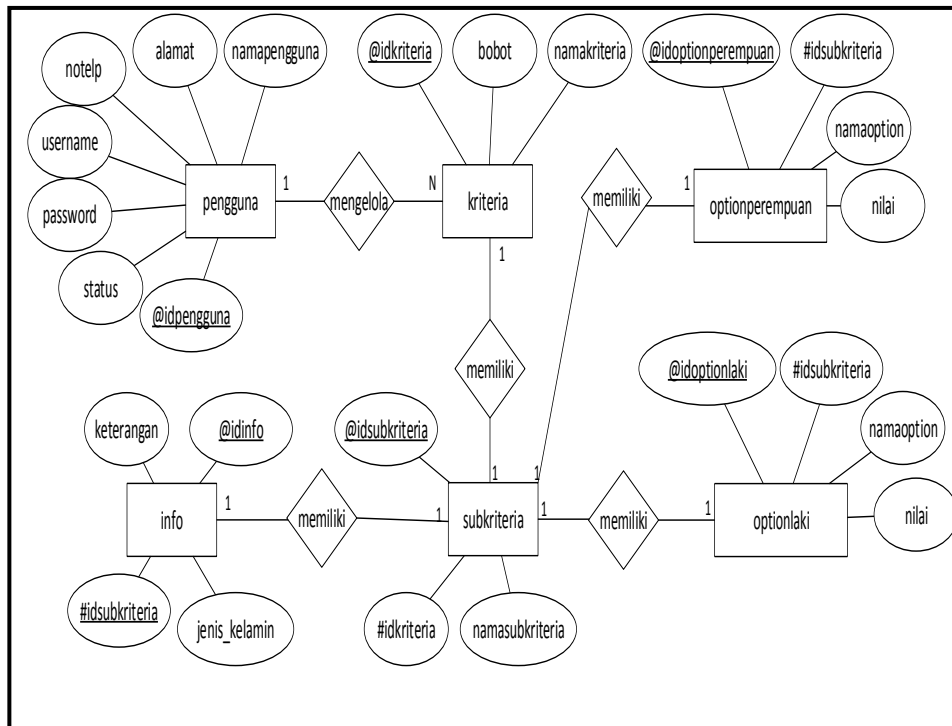 alamat
namapengguna
@idkriteria
bobot
namakriteria
@idoptionperempuan
#idsubkriteria
notelp
username
namaoption
password
pengguna
1
mengelola
N
kriteria
memiliki
1
optionperempuan
nilai
status
@idpengguna
1
memiliki
@idoptionlaki
#idsubkriteria
keterangan
@idinfo
@idsubkriteria
namaoption
1
1
info
1
memiliki
1
subkriteria
1
memiliki
1
optionlaki
nilai
#idsubkriteria
jenis_kelamin
#idkriteria
namasubkriteria